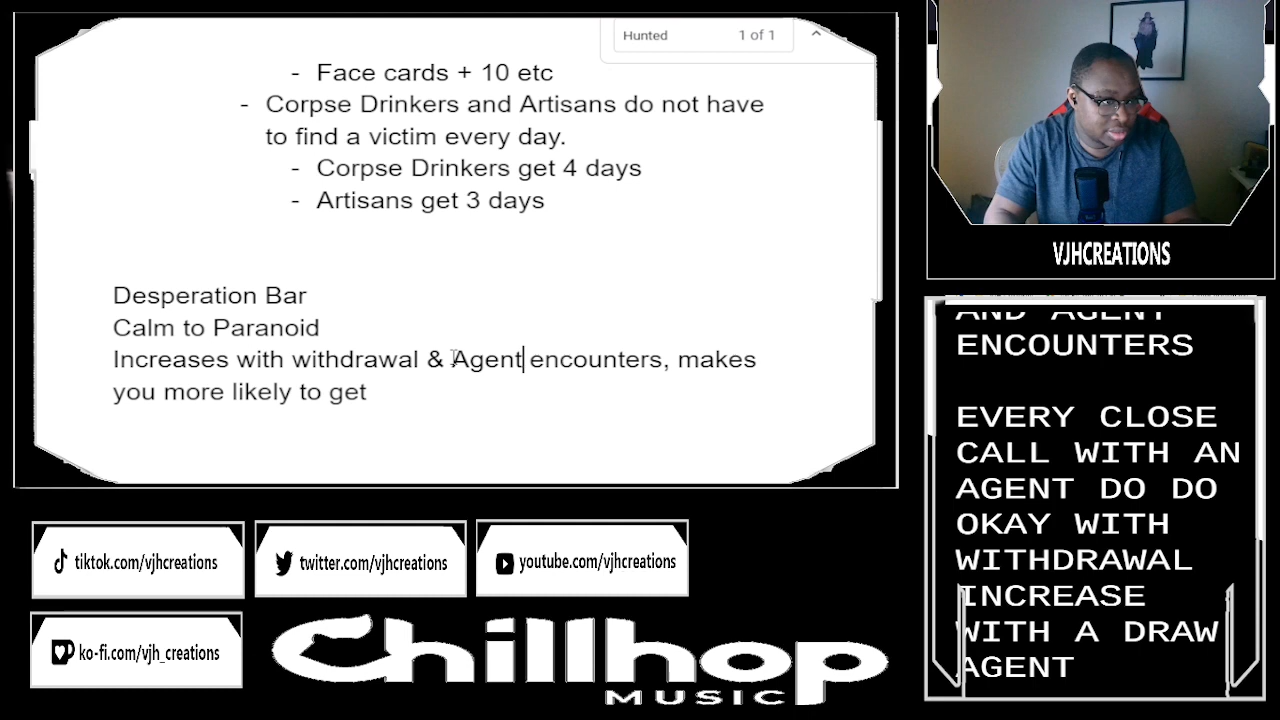 Hunted 1 of 1
- Face cards + 10 etc
- Corpse Drinkers and Artisans do not have
to find a victim every day.
- Corpse Drinkers get 4 days
- Artisans get 3 days
Desperation Bar
Calm to Paranoid
Increases with withdrawal & Agent encounters, makes
you more likely to get
VJHCREATIONS
AND AGENT
ENCOUNTERS
EVERY CLOSE
CALL WITH AN
AGENT DO DO
OKAY WITH
WITHDRAWAL
INCREASE
WITH A DRAW
AGENT
tiktok.com/vjhcreations
twitter.com/vjhcreations
youtube.com/vjhcreations
ko-fi.com/vjh_creations
Chillhop
MUSIC